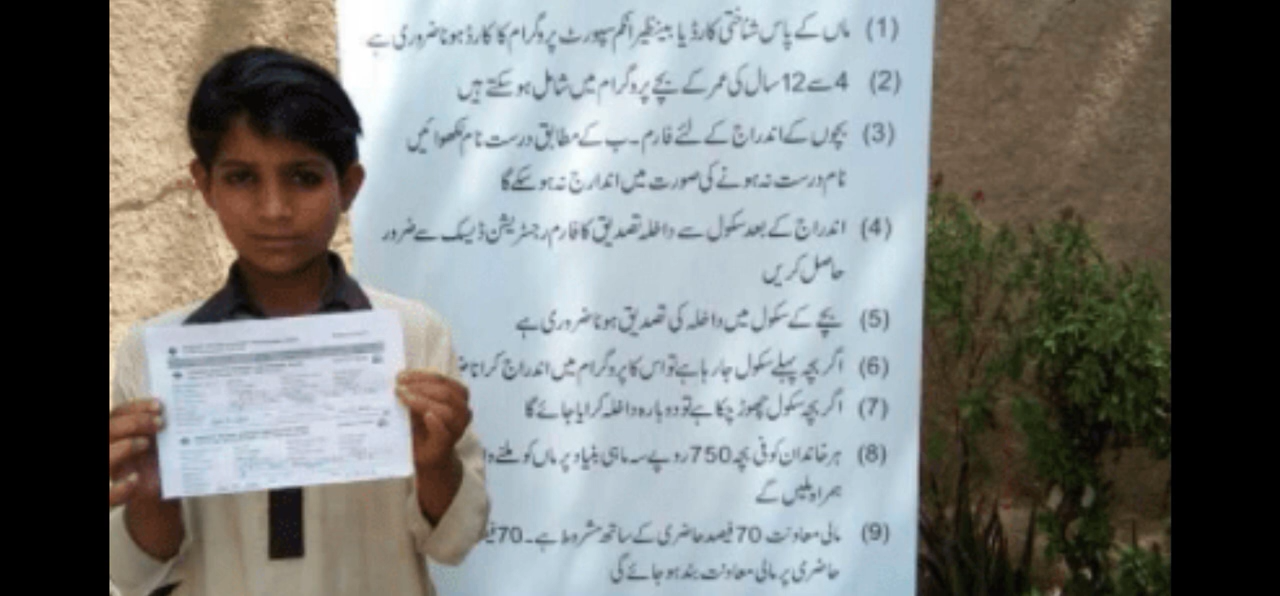 (1) ماں کے پاس شناختی کارڈ یا بینظیر انکم سپورٹ پروگرام کا کارڈ ہونا ضروری ہے
(2) 4 سے 12 سال کی عمر کے بچے پروگرام میں شامل ہو سکتے ہیں
(3) بچوں کے اندراج کے لئے فارم۔ب کے مطابق درست نام لکھوائیں
نام درست نہ ہونے کی صورت میں اندارج نہ ہو سکے گا
(4) اندراج کے بعد سکول سے داخلہ تصدیق کا فارم رجسٹریشن ڈیسک سے ضرور
حاصل کریں
(5) بچے کے سکول میں داخلہ کی تصدیق ہونا ضروری ہے
(6) اگر بچہ پہلے سکول جا رہا ہے تو اس کا پروگرام میں اندراج کرانا
(7) اگر بچہ سکول چھوڑ چکا ہے تو دوبارہ داخلہ کرایا جائے گا
(8) ہر خاندان کو فی بچہ 750 روپے سہ ماہی بنیاد پر ماں کو ملنے
ہمراہ ملیں گے
(9) مالی معاونت 70 فیصد حاضری کے ساتھ مشروط ہے۔ 70
حاضری پر مالی معاونت بند ہو جائے گی